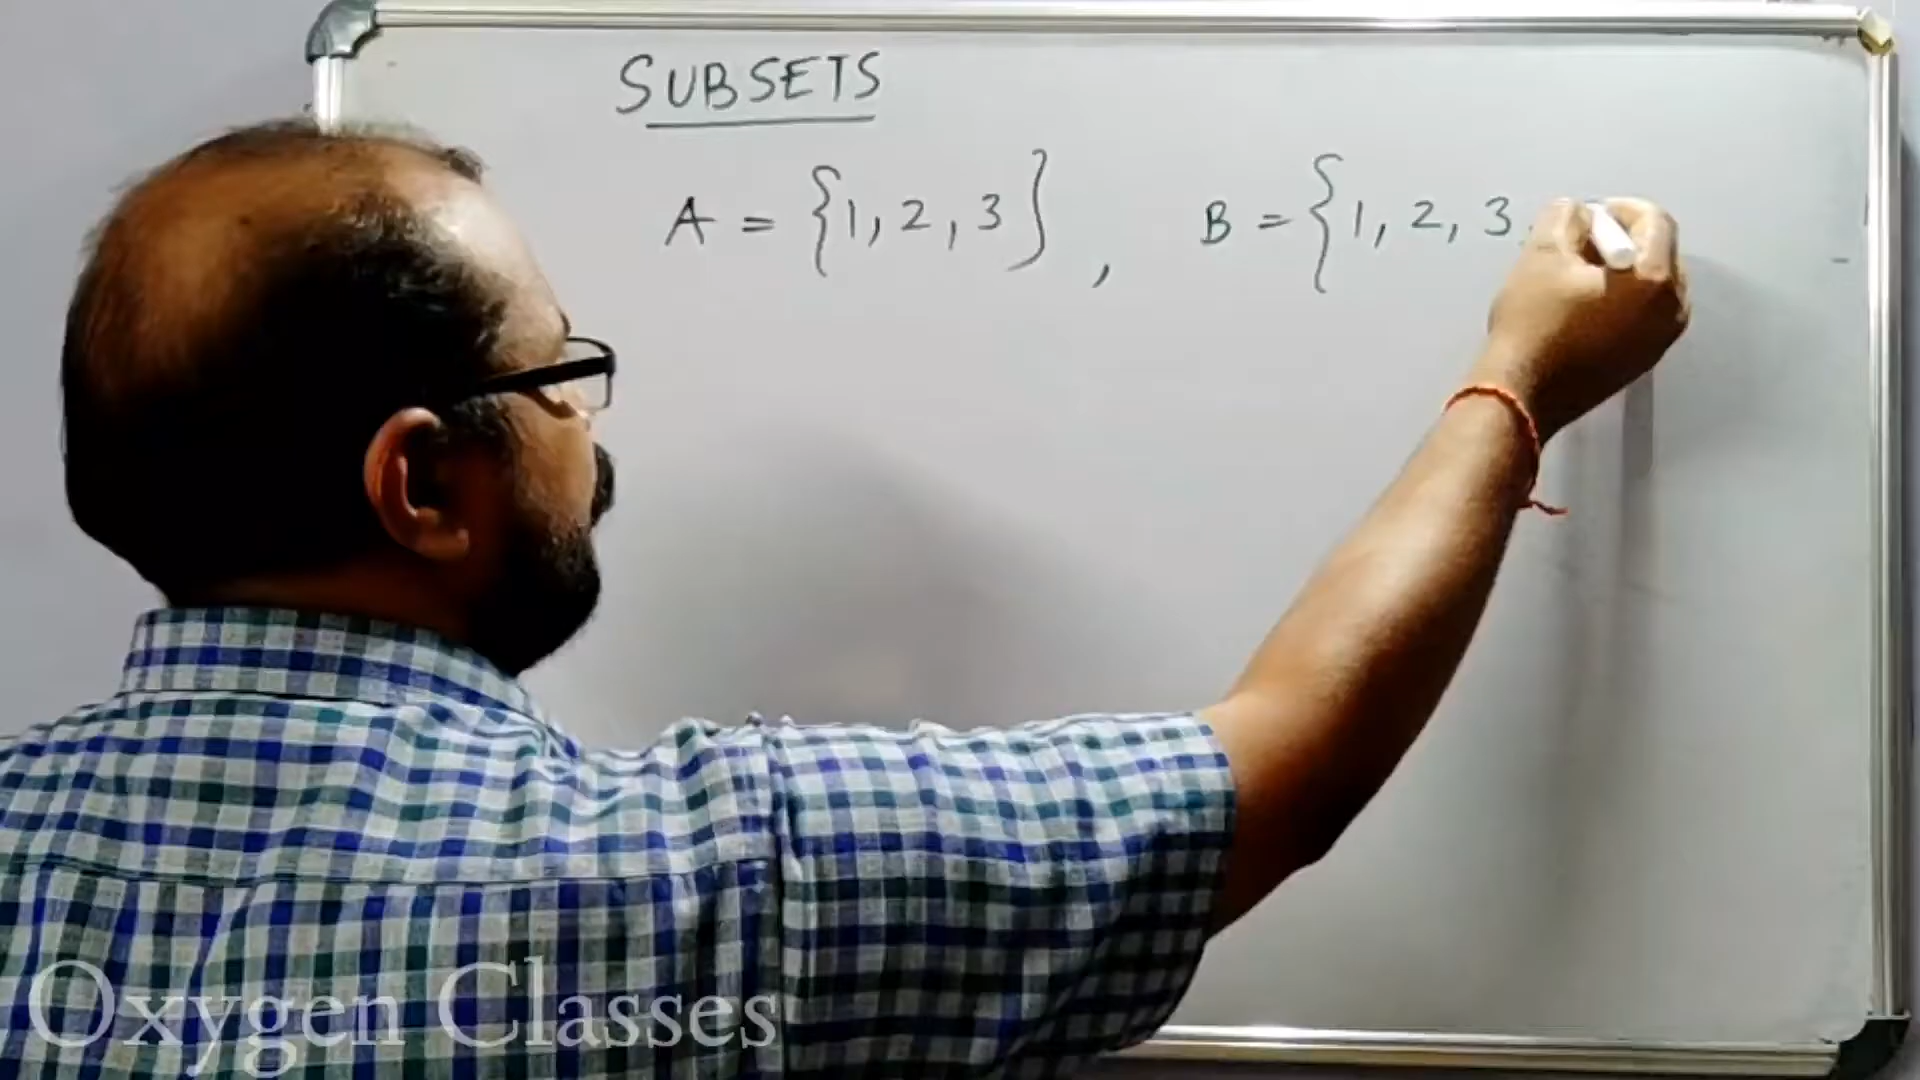 SUBSETS
A = {1, 2, 3} , B = {1, 2, 3
Oxygen Classes